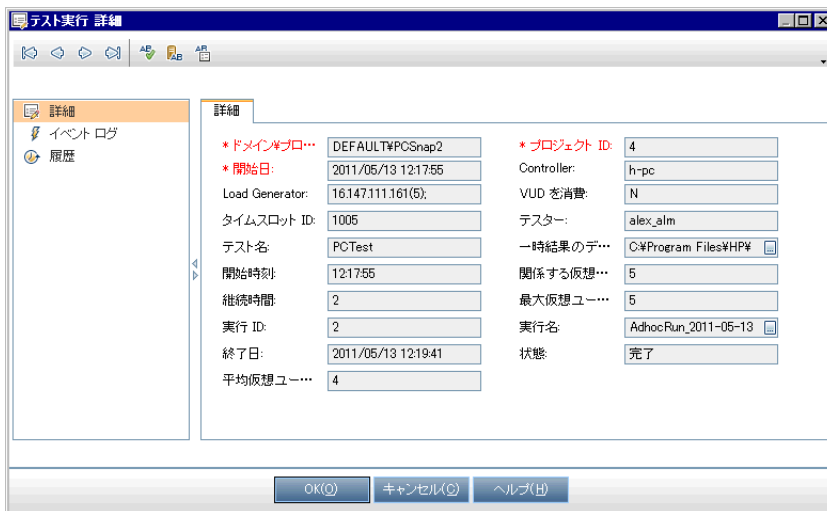 テスト実行 詳細
詳細
イベント ログ
履歴
詳細
* ドメイン¥プロ… DEFAULT¥PCSnap2 * プロジェクト ID: 4
* 開始日: 2011/05/13 12:17:55 Controller: h-pc
Load Generator: 16.147.111.161(5); VUD を消費: N
タイムスロット ID: 1005 テスター: alex_alm
テスト名: PCTest 一時結果のデ… C:¥Program Files¥HP¥ ...
開始時刻: 12:17:55 関係する仮想… 5
継続時間: 2 最大仮想ユー… 5
実行 ID: 2 実行名: AdhocRun_2011-05-13 ...
終了日: 2011/05/13 12:19:41 状態: 完了
平均仮想ユー… 4
OK(O) キャンセル(C) ヘルプ(H)